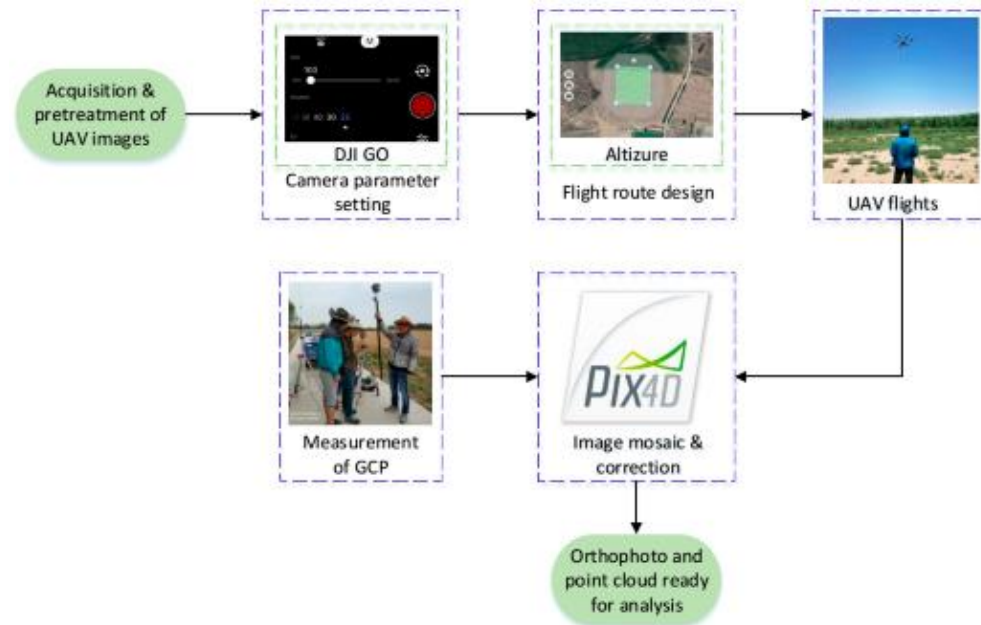 Acquisition &
pretreatment of
UAV images
DJI GO
Camera parameter
setting
Altizure
Flight route design
UAV flights
Measurement
of GCP
PIX4D
Image mosaic &
correction
Orthophoto and
point cloud ready
for analysis